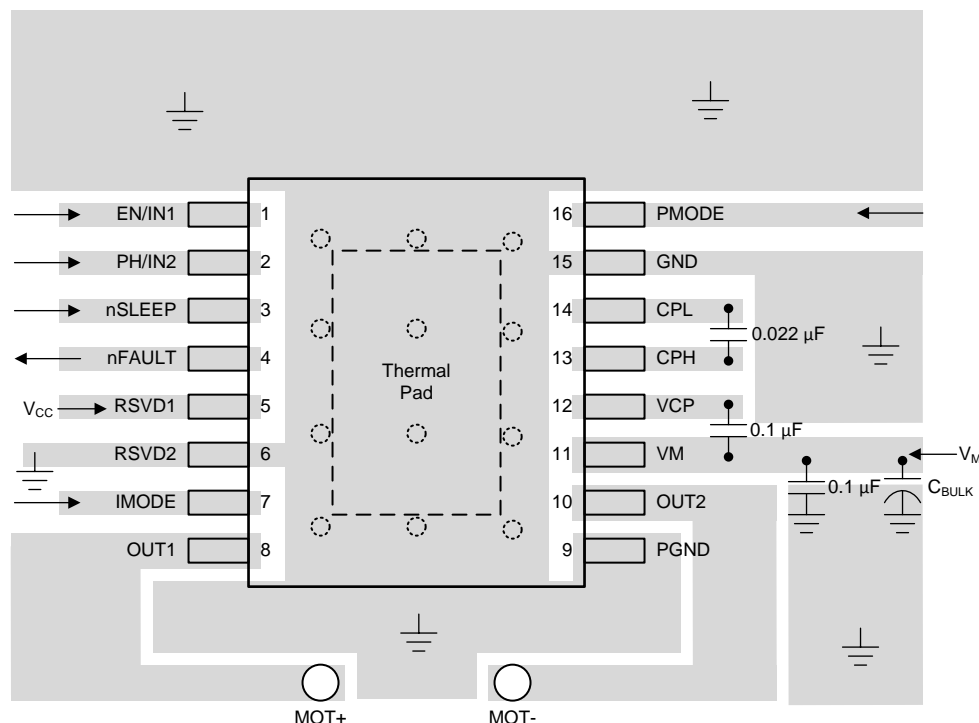 EN/IN1 1 16 PMODE
PH/IN2 2 15 GND
nSLEEP 3 14 CPL
0.022 µF
nFAULT 4 13 CPH
Thermal
Pad
VCC RSVD1 5 12 VCP
0.1 µF
RSVD2 6 11 VM VM
IMODE 7 10 OUT2 0.1 µF CBULK
OUT1 8 9 PGND
MOT+ MOT-